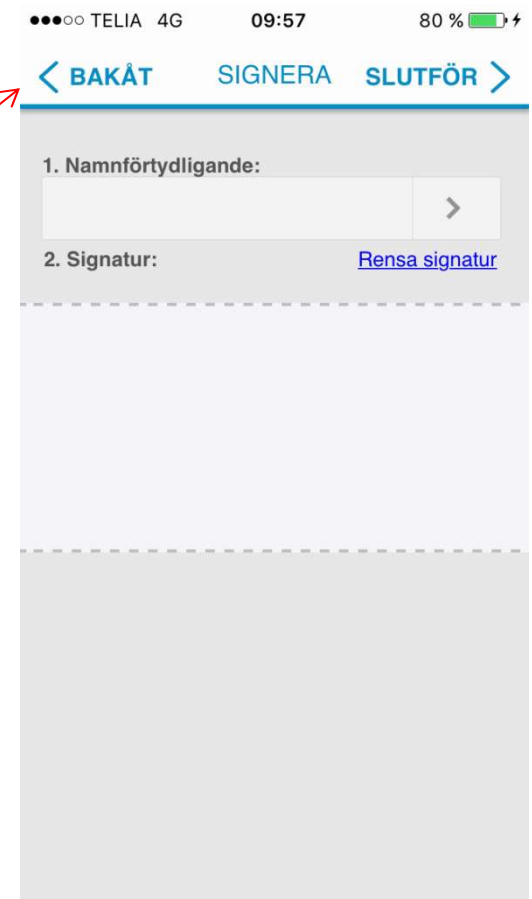 TELIA 4G 09:57 80 %
BAKÅT SIGNERA SLUTFÖR
1. Namnförtydligande:
2. Signatur: Rensa signatur